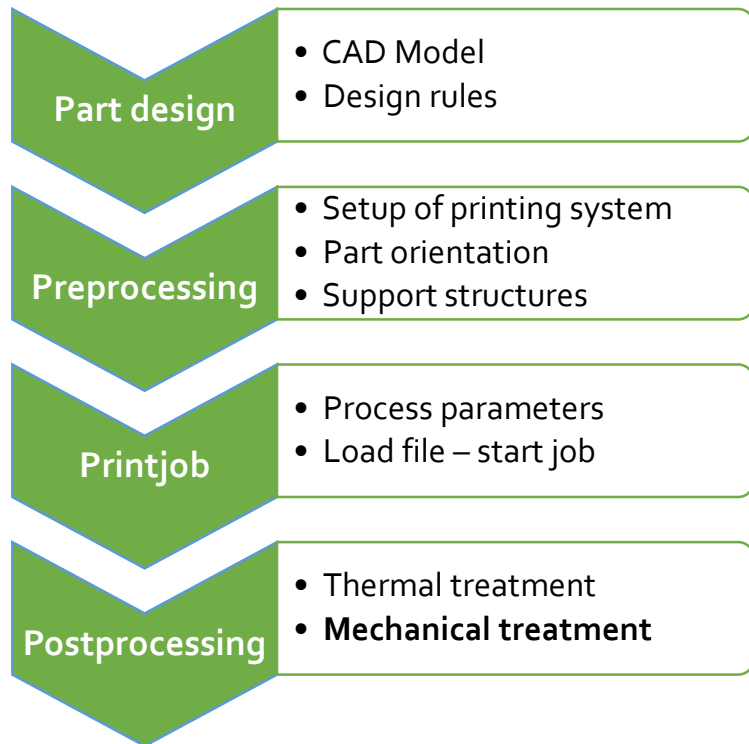 Part design
• CAD Model
• Design rules
Preprocessing
• Setup of printing system
• Part orientation
• Support structures
Printjob
• Process parameters
• Load file – start job
Postprocessing
• Thermal treatment
• Mechanical treatment